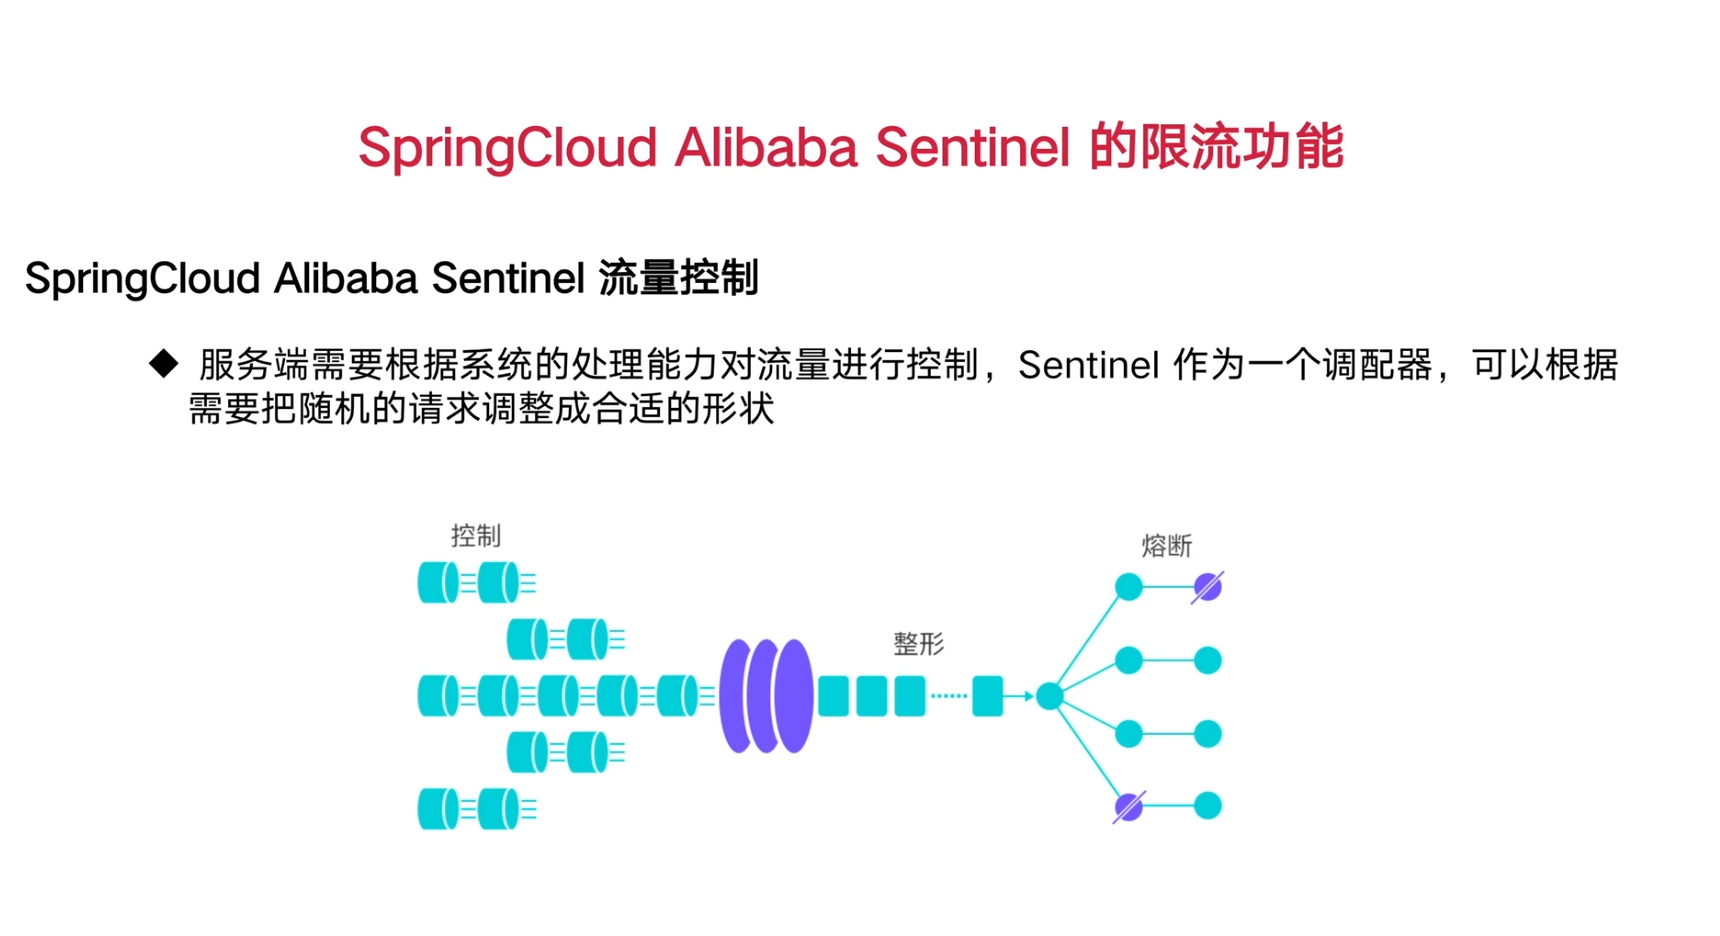 SpringCloud Alibaba Sentinel 的限流功能
SpringCloud Alibaba Sentinel 流量控制
◆ 服务端需要根据系统的处理能力对流量进行控制，Sentinel 作为一个调配器，可以根据
需要把随机的请求调整成合适的形状
控制
熔断
整形